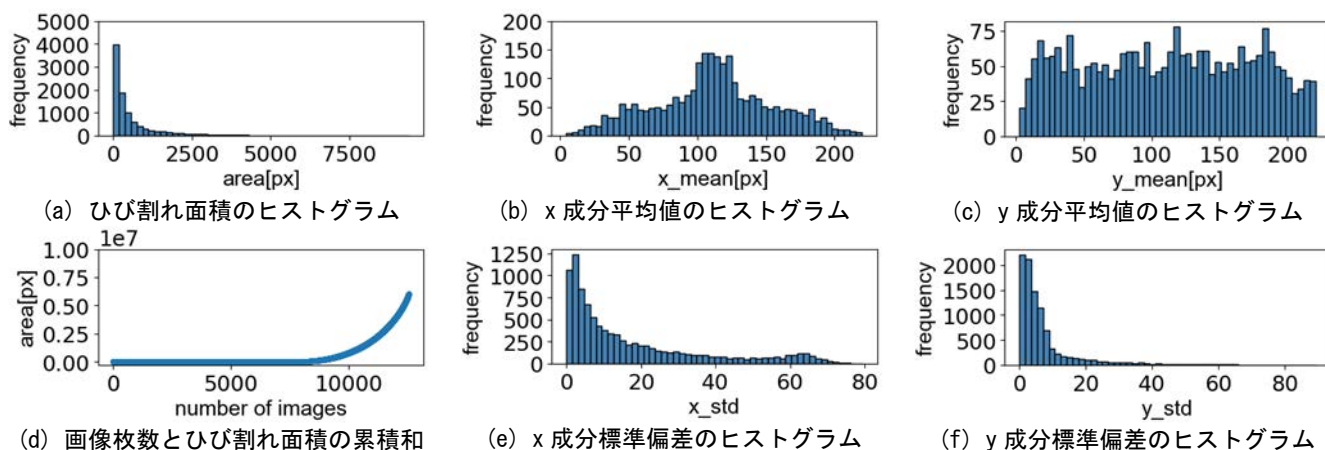 5000
4000
3000
2000
1000
0
frequency
0 2500 5000 7500
area[px]
(a) ひび割れ面積のヒストグラム
200
150
100
50
0
frequency
0 50 100 150 200
x_mean[px]
(b) x 成分平均値のヒストグラム
75
50
25
0
frequency
0 50 100 150 200
y_mean[px]
(c) y 成分平均値のヒストグラム
1e7
1.00
0.75
0.50
0.25
0.00
area[px]
0 5000 10000
number of images
(d) 画像枚数とひび割れ面積の累積和
1250
1000
750
500
250
0
frequency
0 20 40 60 80
x_std
(e) x 成分標準偏差のヒストグラム
2000
1500
1000
500
0
frequency
0 20 40 60 80
y_std
(f) y 成分標準偏差のヒストグラム